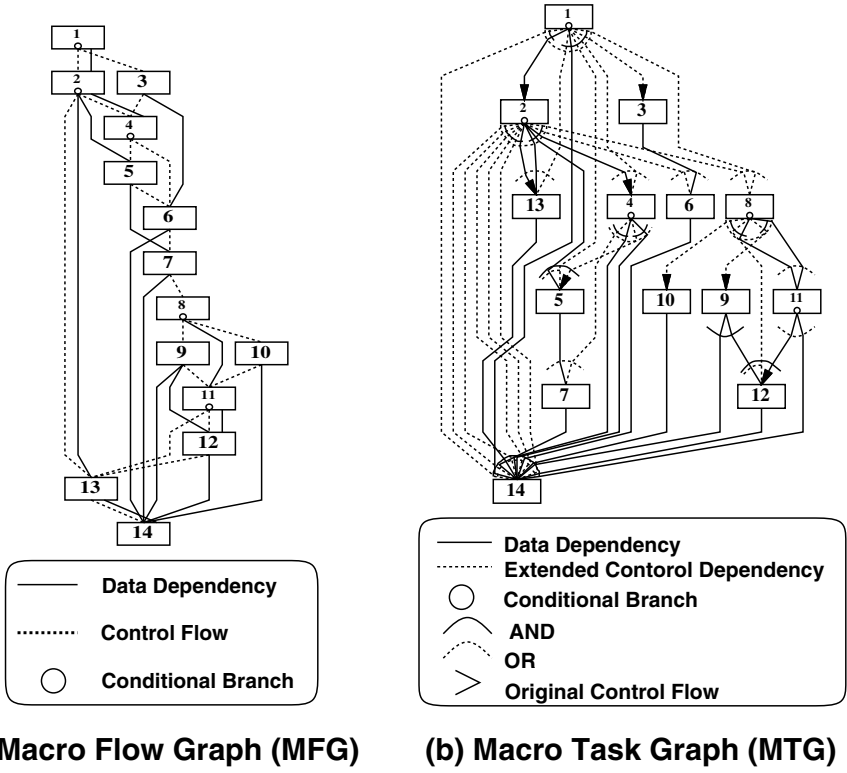 1
2
3
4
5
6
7
8
9
10
11
12
13
14
Data Dependency
Control Flow
Conditional Branch
Macro Flow Graph (MFG)
1
2
3
13
4
6
8
5
10
9
11
7
12
14
Data Dependency
Extended Contorol Dependency
Conditional Branch
AND
OR
Original Control Flow
(b) Macro Task Graph (MTG)